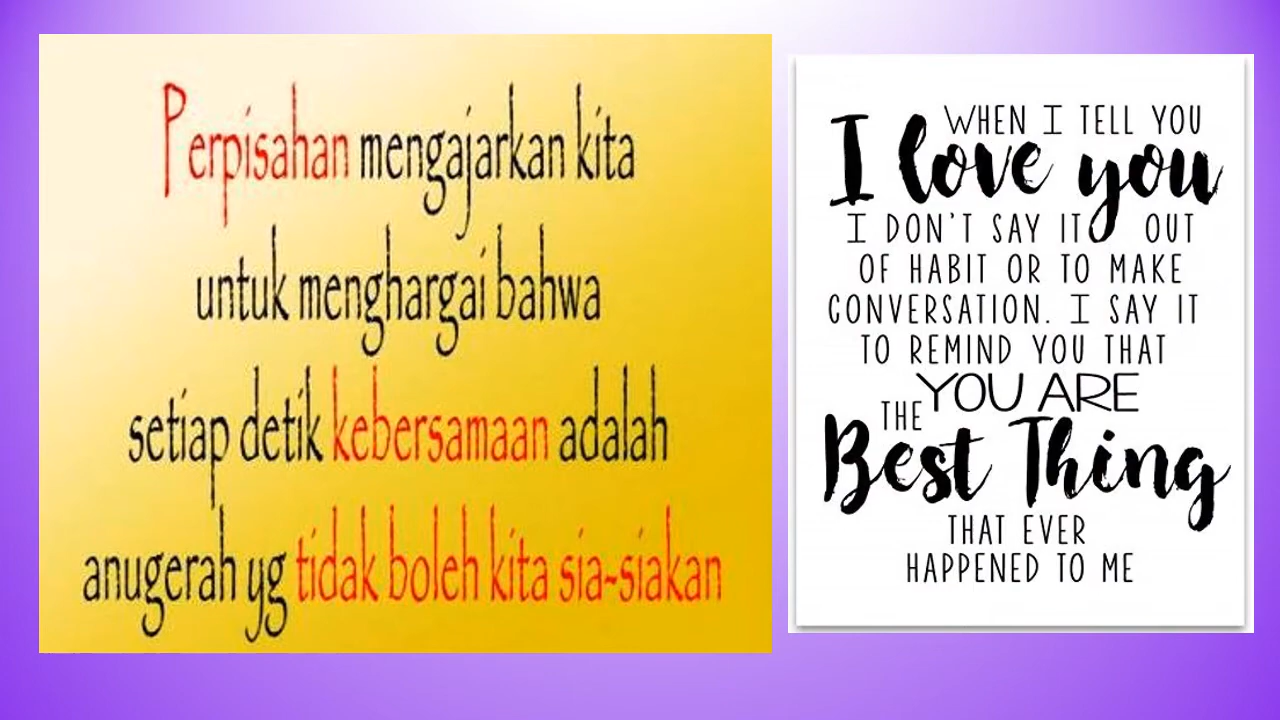 Perpisahan mengajarkan kita
untuk menghargai bahwa
setiap detik kebersamaan adalah
anugerah yg tidak boleh kita sia-siakan
WHEN I TELL YOU
I love you
I DON'T SAY IT OUT
OF HABIT OR TO MAKE
CONVERSATION. I SAY IT
TO REMIND YOU THAT
YOU ARE
THE
Best Thing
THAT EVER
HAPPENED TO ME